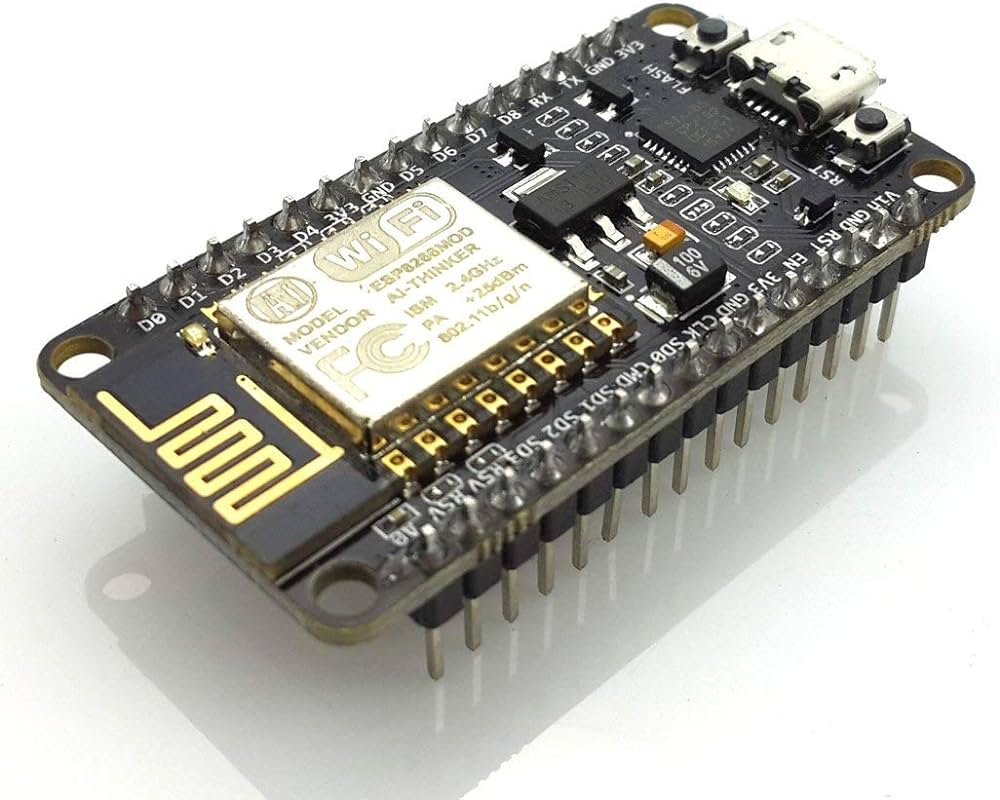 3V3
GND
TX
RX
D8
D7
D6
D5
GND
3V3
D4
D3
D2
D1
D0
FLASH
RST
WiFi
AI
MODEL ESP8266MOD
VENDOR AI-THINKER
ISM 2.4GHz
PA +25dBm
802.11b/g/n
FC
100
6V
Vin
GND
RST
EN
3V3
GND
CLK
SD0
CMD
SD1
SD2
SD3
RSV
RSV
A0